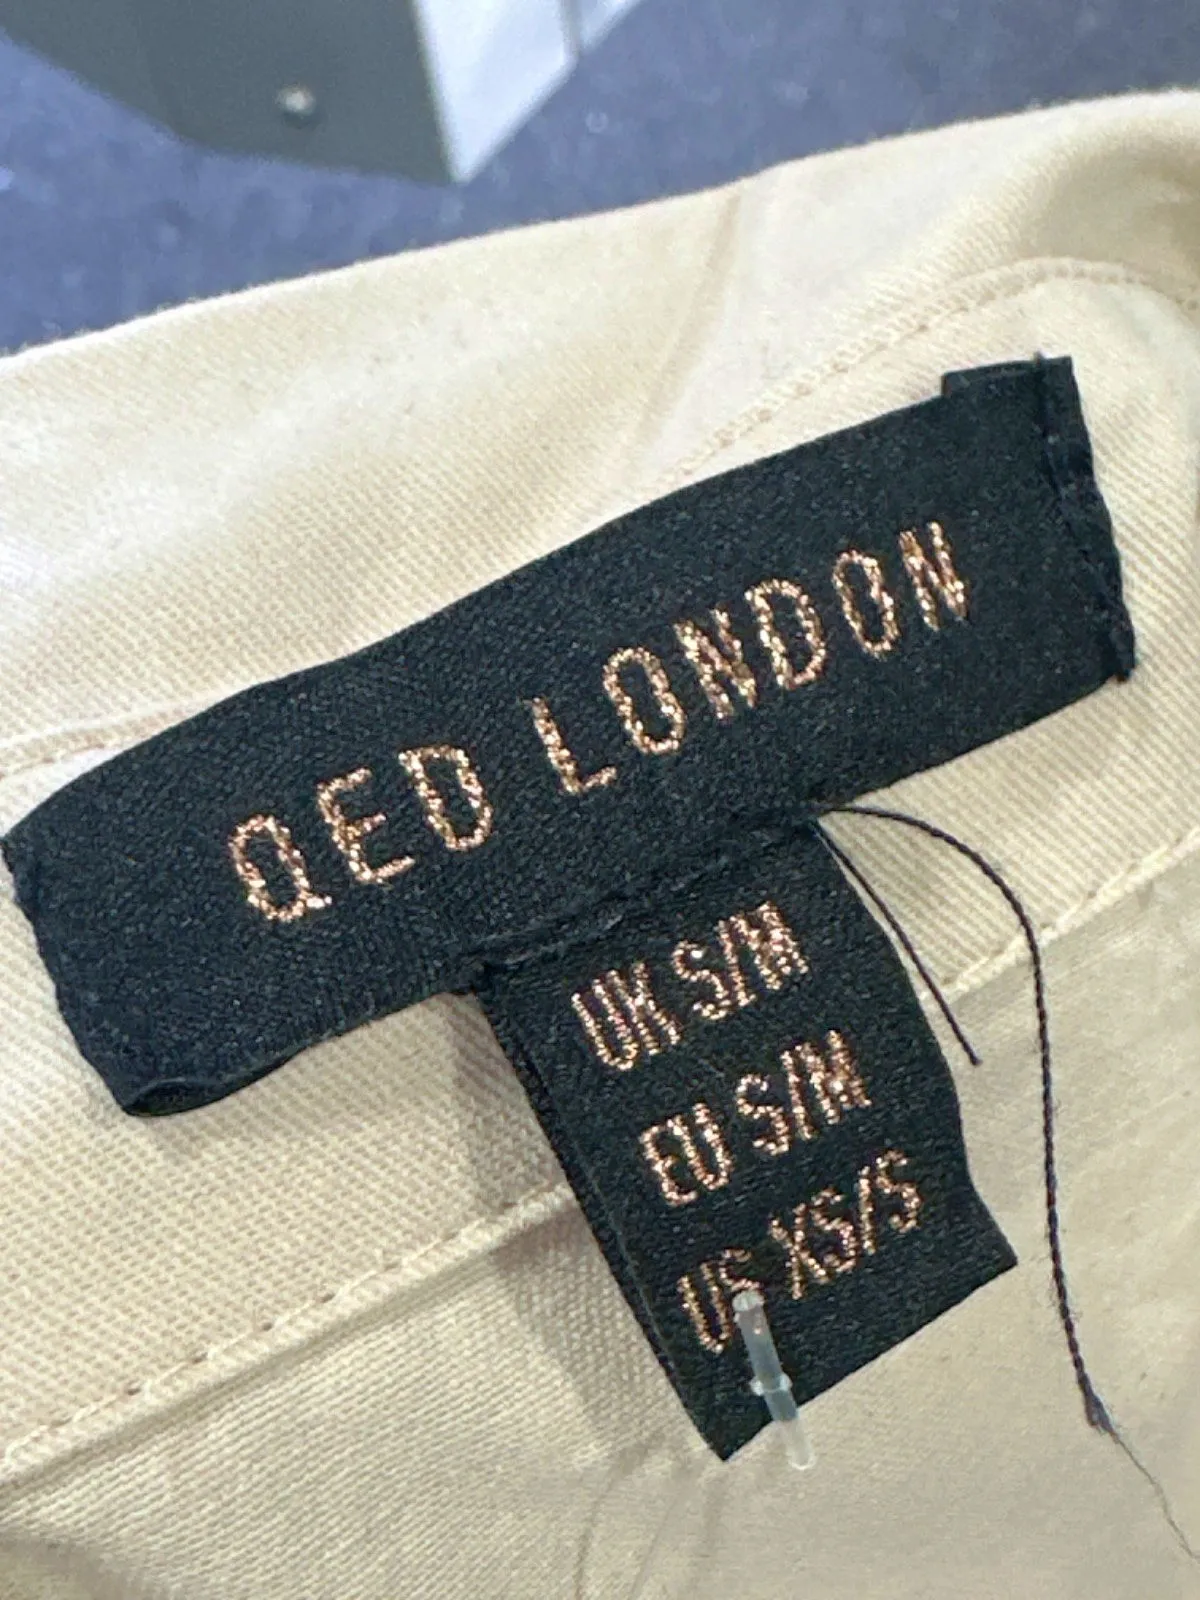 QED LONDON
UK S/M
EU S/M
US XS/S